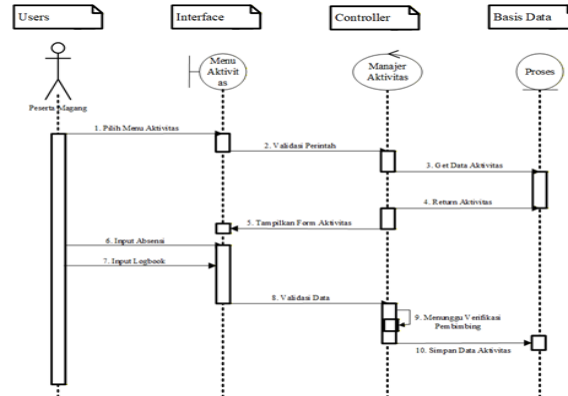 Users
Interface
Controller
Basis Data
Menu
Aktivit
as
Manajer
Aktivitas
Proses
Peserta Magang
1. Pilih Menu Aktivitas
2. Validasi Perintah
3. Get Data Aktivitas
4. Return Aktivitas
5. Tampilkan Form Aktivitas
6. Input Absensi
7. Input Logbook
8. Validasi Data
9. Menunggu Verifikasi
Pembimbing
10. Simpan Data Aktivitas